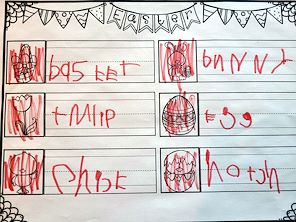 Easter
basket bunny
tulip egg
chick hatch